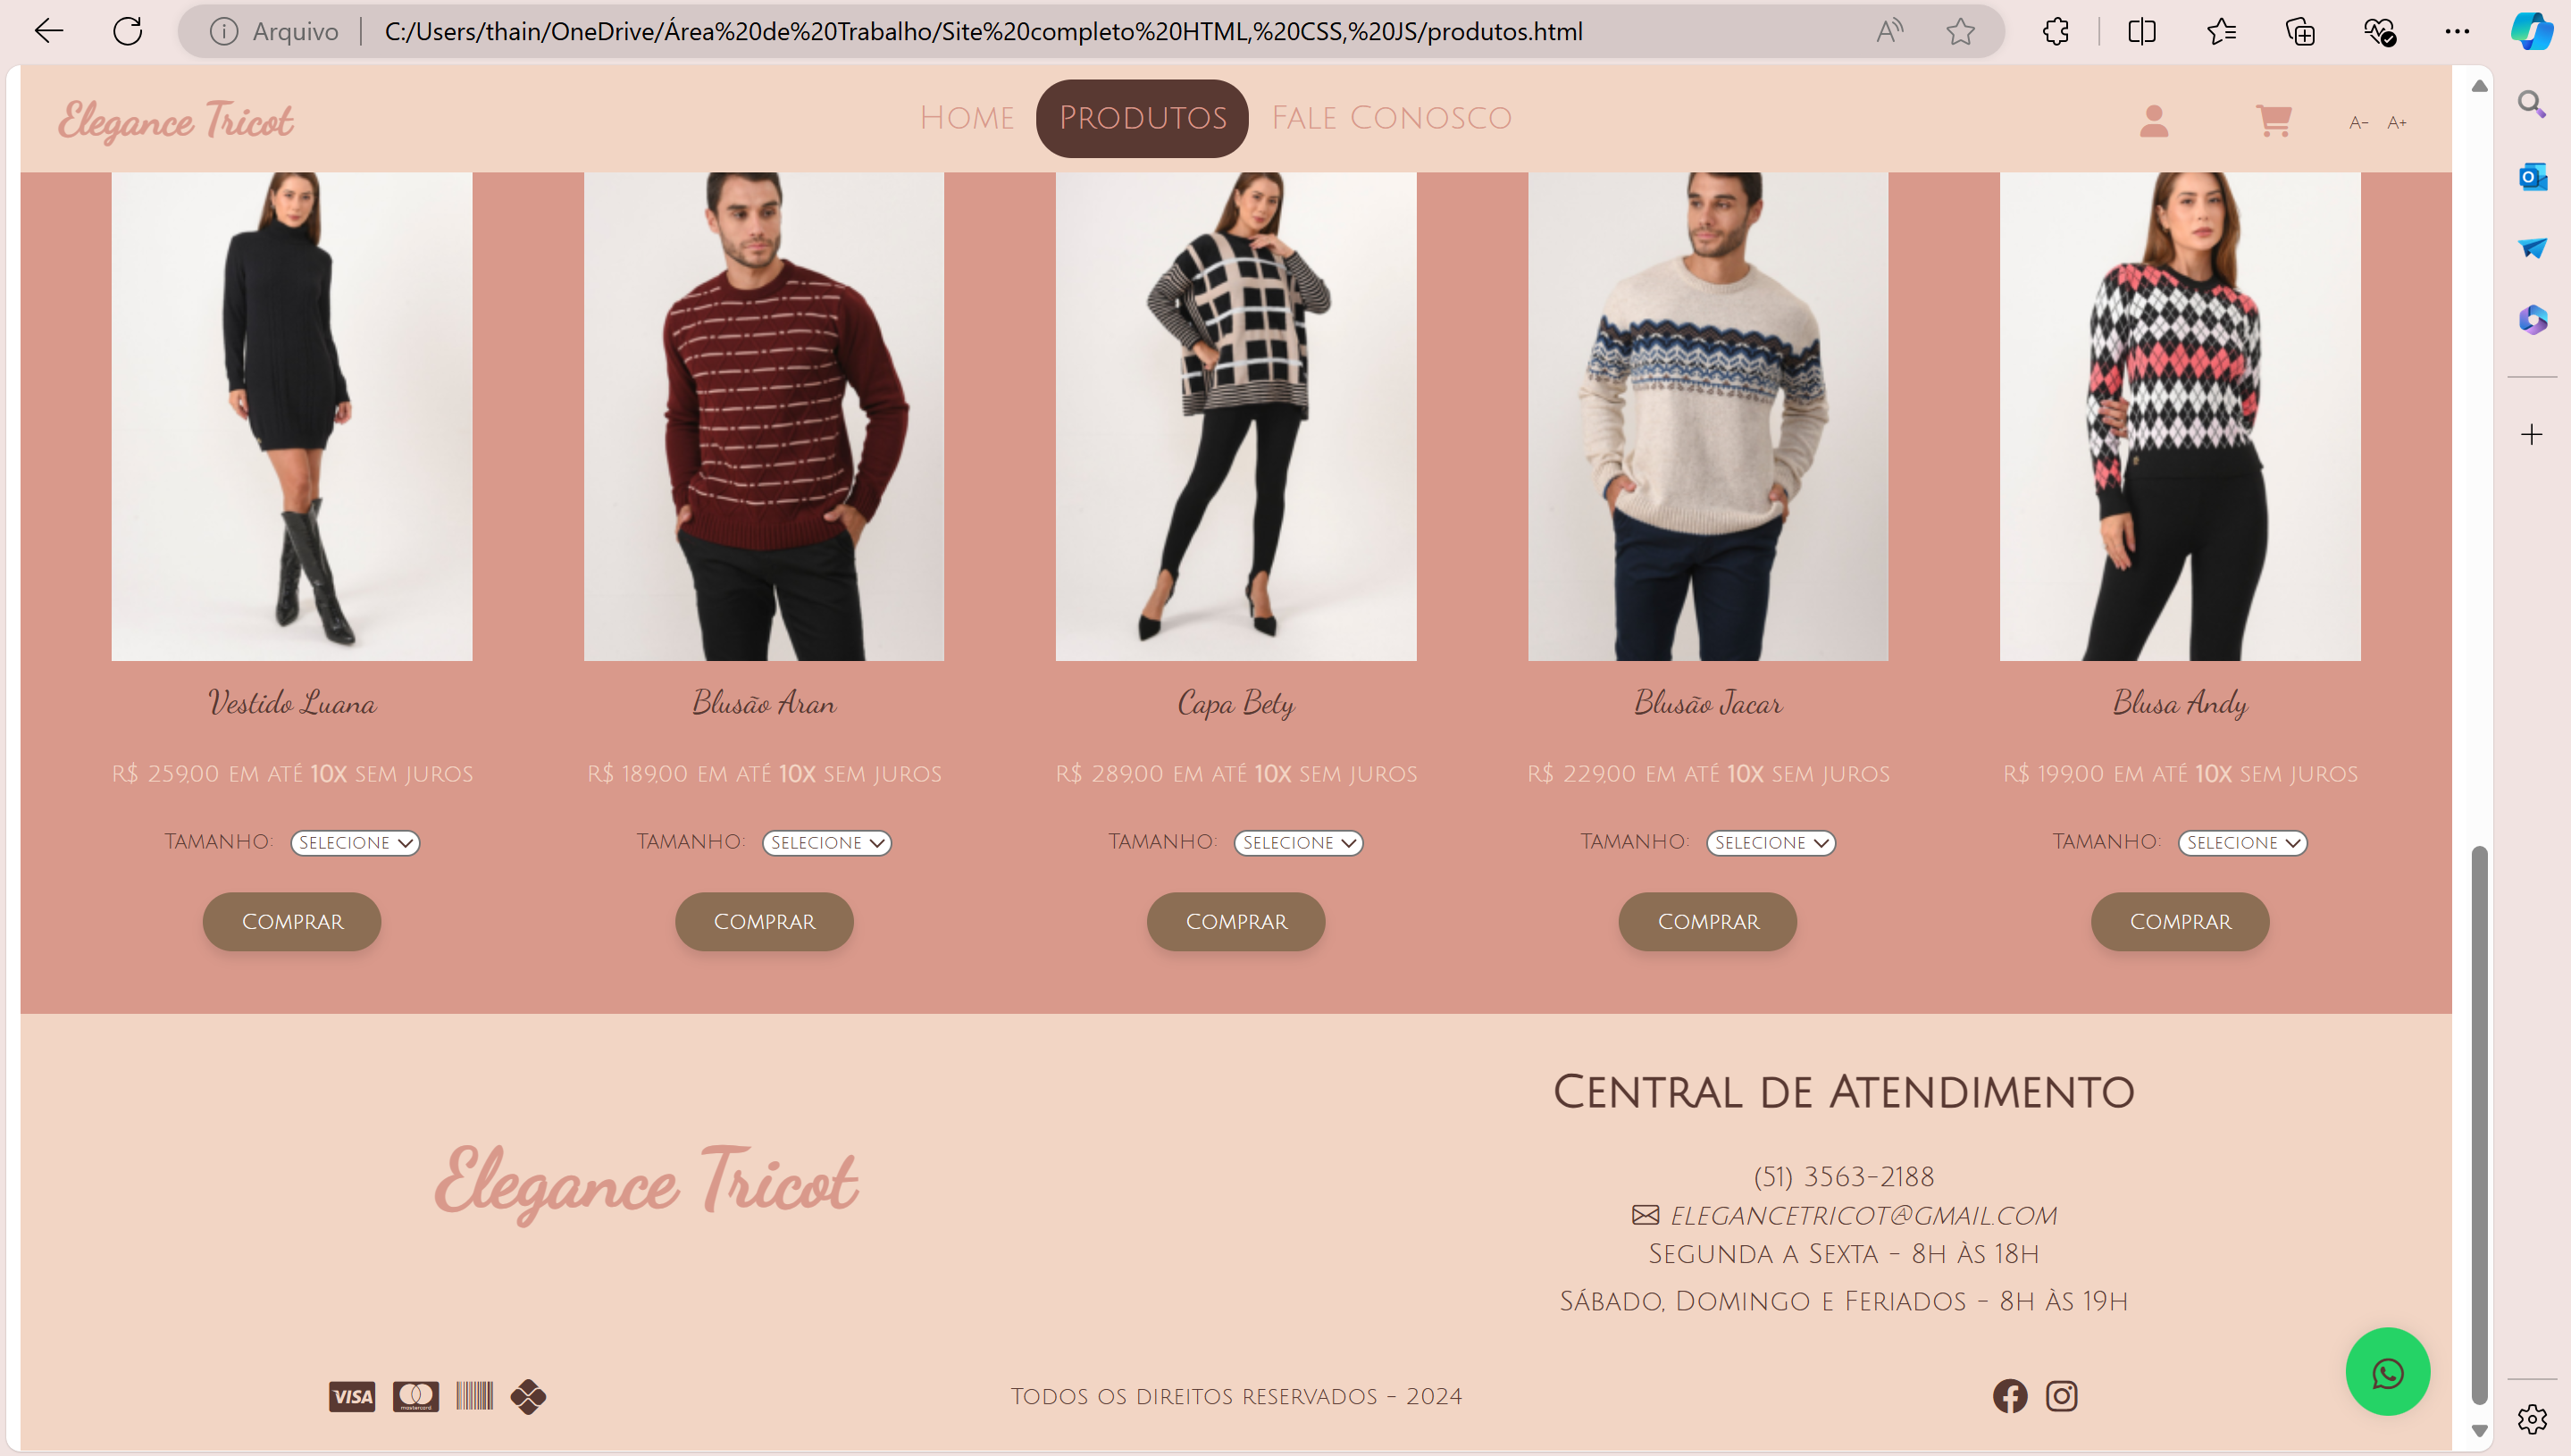 Arquivo
C:/Users/thain/OneDrive/Área%20de%20Trabalho/Site%20completo%20HTML,%20CSS,%20JS/produtos.html
Elegance Tricot
Home Produtos Fale Conosco
A- A+
Vestido Luana
Blusão Aran
Capa Bety
Blusão Jacar
Blusa Andy
R$ 259,00 em até 10x sem juros
R$ 189,00 em até 10x sem juros
R$ 289,00 em até 10x sem juros
R$ 229,00 em até 10x sem juros
R$ 199,00 em até 10x sem juros
Tamanho: Selecione
Tamanho: Selecione
Tamanho: Selecione
Tamanho: Selecione
Tamanho: Selecione
Comprar
Comprar
Comprar
Comprar
Comprar
Elegance Tricot
Central de Atendimento
(51) 3563-2188
elegancetricot@gmail.com
Segunda a Sexta - 8h às 18h
Sábado, Domingo e Feriados - 8h às 19h
VISA
mastercard
Todos os direitos reservados - 2024